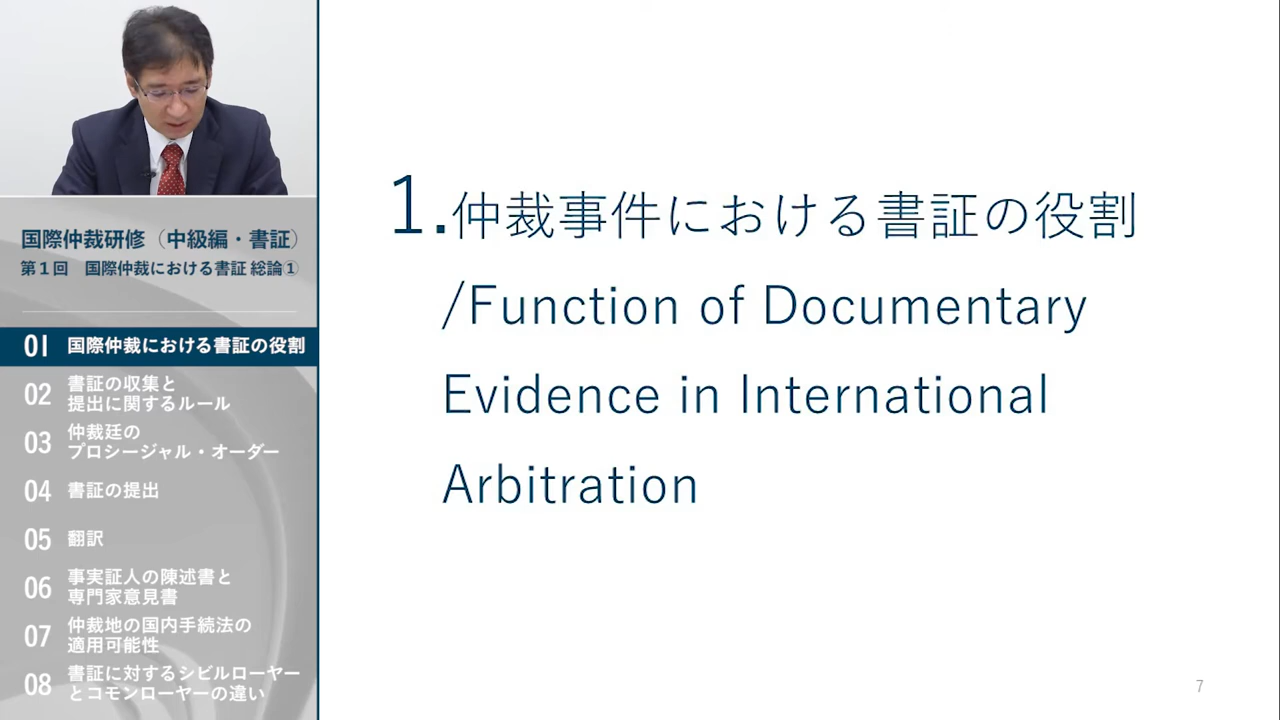 国際仲裁研修（中級編・書証）
第１回　国際仲裁における書証 総論①
01 国際仲裁における書証の役割
02 書証の収集と
提出に関するルール
03 仲裁廷の
プロシージャル・オーダー
04 書証の提出
05 翻訳
06 事実証人の陳述書と
専門家意見書
07 仲裁地の国内手続法の
適用可能性
08 書証に対するシビルローヤー
とコモンローヤーの違い
1.仲裁事件における書証の役割
/Function of Documentary
Evidence in International
Arbitration
7